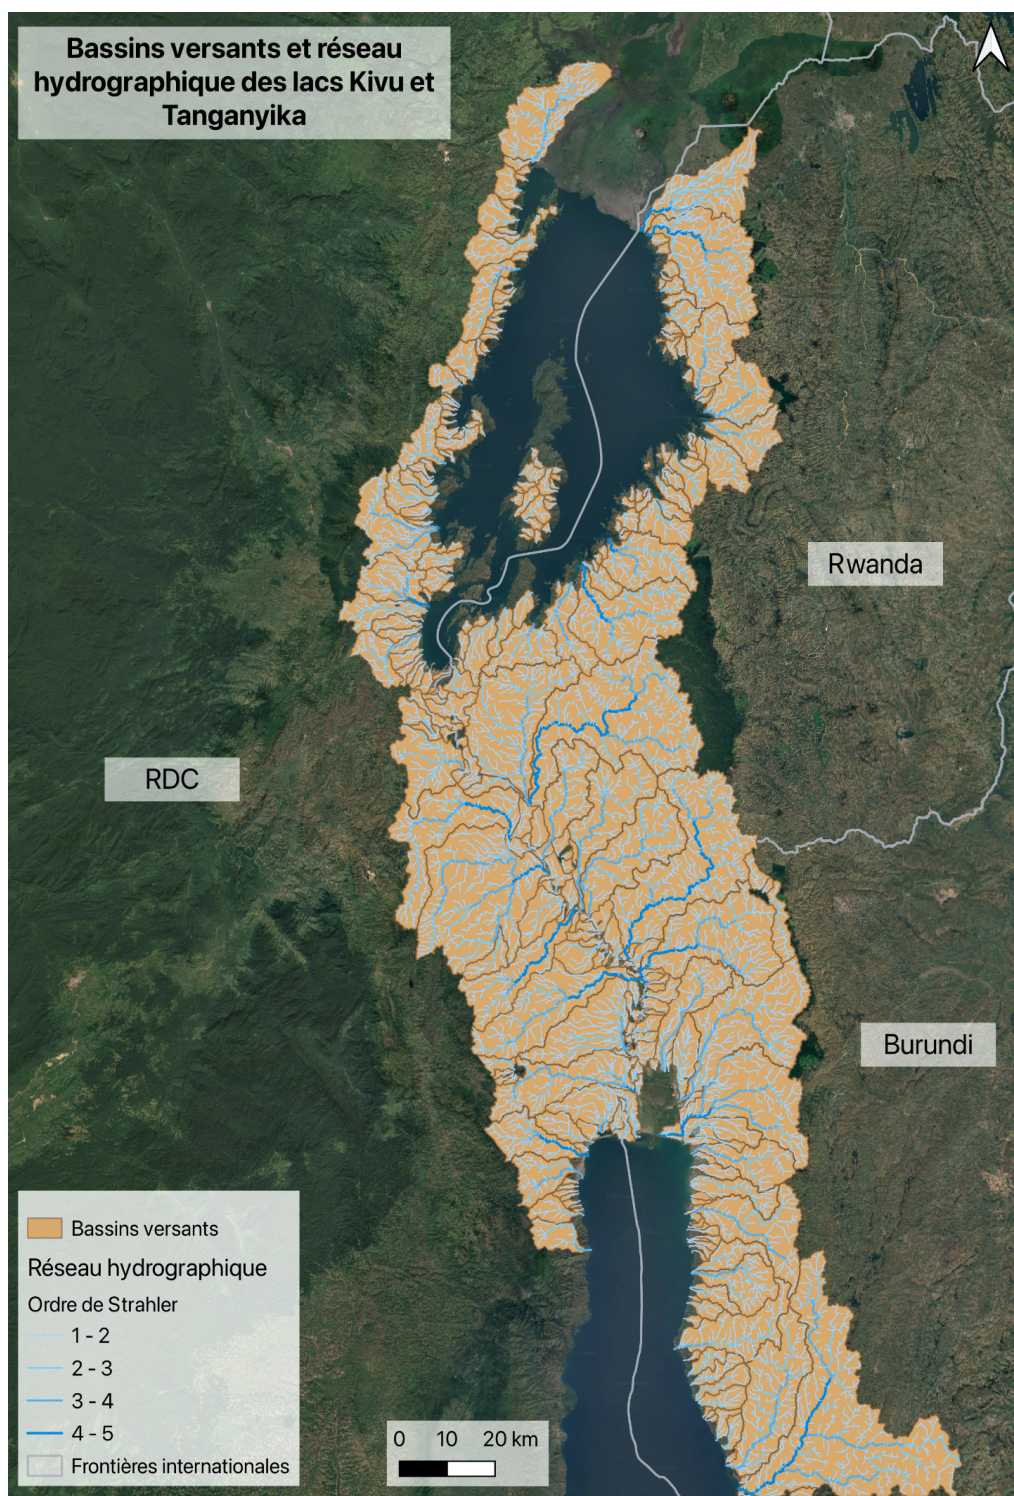 Bassins versants et réseau
hydrographique des lacs Kivu et
Tanganyika
Rwanda
RDC
Burundi
Bassins versants
Réseau hydrographique
Ordre de Strahler
1 - 2
2 - 3
3 - 4
4 - 5
Frontières internationales
0 10 20 km